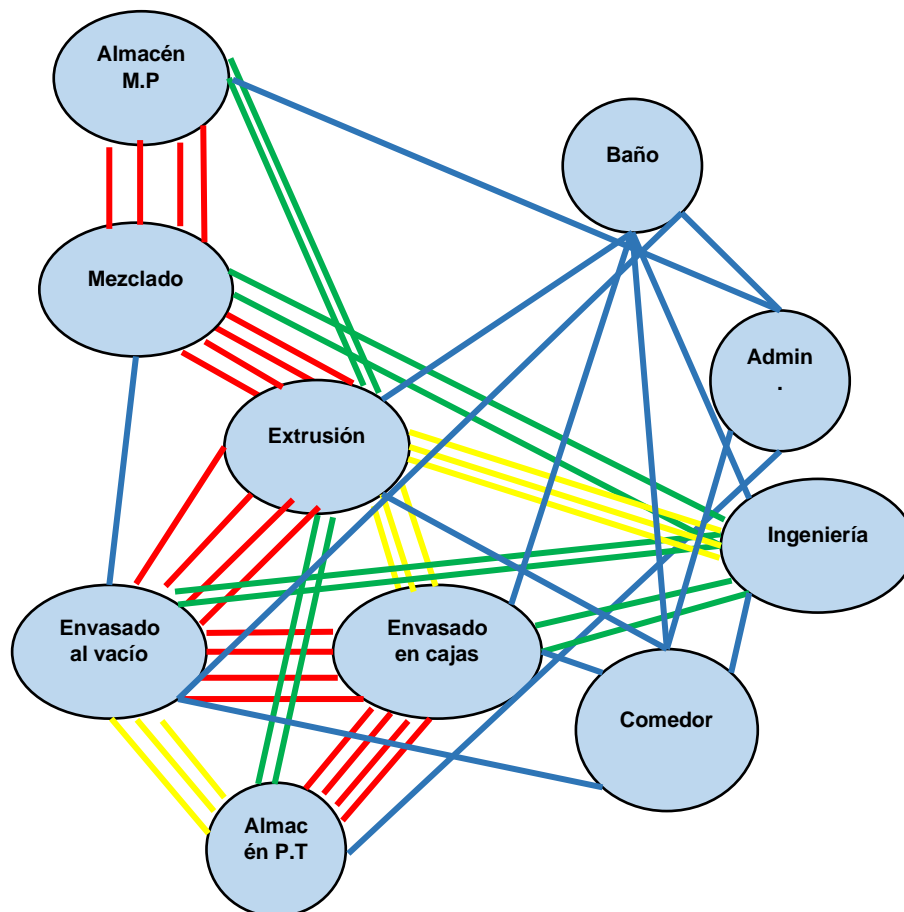 Almacén
M.P
Baño
Mezclado
Admin
.
Extrusión
Ingeniería
Envasado
al vacío
Envasado
en cajas
Comedor
Almac
én P.T